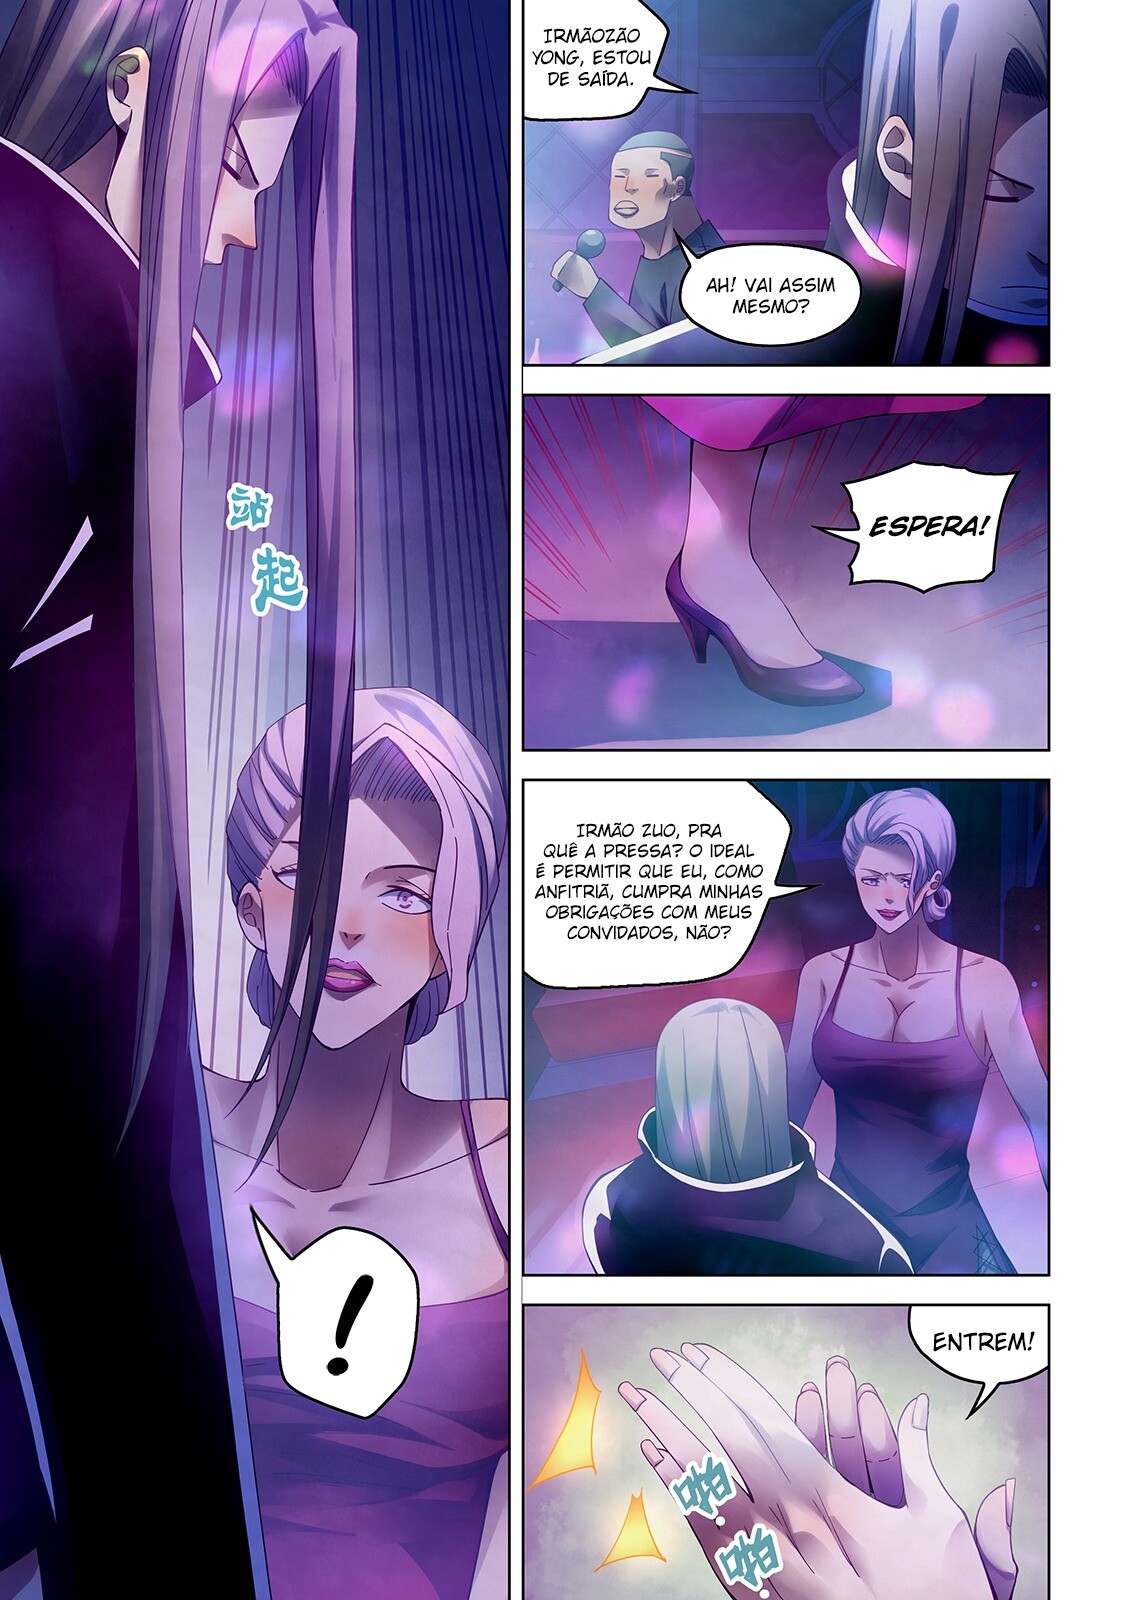 站
起
!
IRMÃOZÃO
YONG, ESTOU
DE SAÍDA.
AH! VAI ASSIM
MESMO?
ESPERA!
IRMÃO ZUO, PRA
QUÊ A PRESSA? O IDEAL
É PERMITIR QUE EU, COMO
ANFITRIÃ, CUMPRA MINHAS
OBRIGAÇÕES COM MEUS
CONVIDADOS, NÃO?
ENTREM!
啪
啪